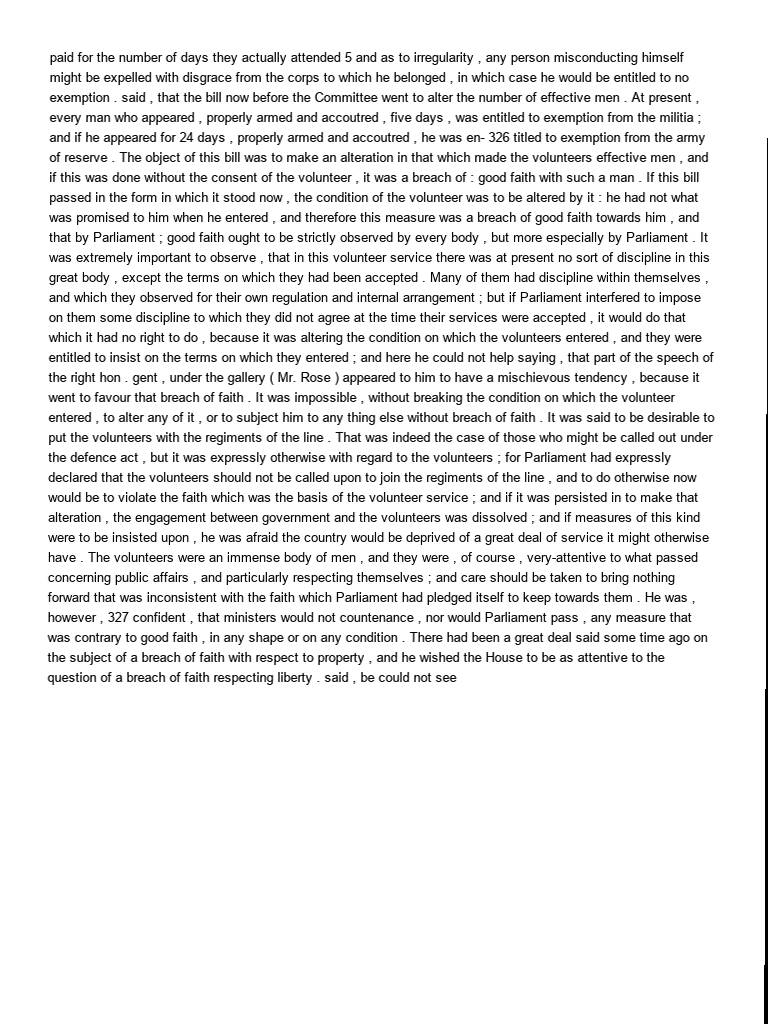 paid for the number of days they actually attended 5 and as to irregularity , any person misconducting himself
might be expelled with disgrace from the corps to which he belonged , in which case he would be entitled to no
exemption . said , that the bill now before the Committee went to alter the number of effective men . At present ,
every man who appeared , properly armed and accoutred , five days , was entitled to exemption from the militia ;
and if he appeared for 24 days , properly armed and accoutred , he was en- 326 titled to exemption from the army
of reserve . The object of this bill was to make an alteration in that which made the volunteers effective men , and
if this was done without the consent of the volunteer , it was a breach of : good faith with such a man . If this bill
passed in the form in which it stood now , the condition of the volunteer was to be altered by it : he had not what
was promised to him when he entered , and therefore this measure was a breach of good faith towards him , and
that by Parliament ; good faith ought to be strictly observed by every body , but more especially by Parliament . It
was extremely important to observe , that in this volunteer service there was at present no sort of discipline in this
great body , except the terms on which they had been accepted . Many of them had discipline within themselves ,
and which they observed for their own regulation and internal arrangement ; but if Parliament interfered to impose
on them some discipline to which they did not agree at the time their services were accepted , it would do that
which it had no right to do , because it was altering the condition on which the volunteers entered , and they were
entitled to insist on the terms on which they entered ; and here he could not help saying , that part of the speech of
the right hon . gent , under the gallery ( Mr. Rose ) appeared to him to have a mischievous tendency , because it
went to favour that breach of faith . It was impossible , without breaking the condition on which the volunteer
entered , to alter any of it , or to subject him to any thing else without breach of faith . It was said to be desirable to
put the volunteers with the regiments of the line . That was indeed the case of those who might be called out under
the defence act , but it was expressly otherwise with regard to the volunteers ; for Parliament had expressly
declared that the volunteers should not be called upon to join the regiments of the line , and to do otherwise now
would be to violate the faith which was the basis of the volunteer service ; and if it was persisted in to make that
alteration , the engagement between government and the volunteers was dissolved ; and if measures of this kind
were to be insisted upon , he was afraid the country would be deprived of a great deal of service it might otherwise
have . The volunteers were an immense body of men , and they were , of course , very-attentive to what passed
concerning public affairs , and particularly respecting themselves ; and care should be taken to bring nothing
forward that was inconsistent with the faith which Parliament had pledged itself to keep towards them . He was ,
however , 327 confident , that ministers would not countenance , nor would Parliament pass , any measure that
was contrary to good faith , in any shape or on any condition . There had been a great deal said some time ago on
the subject of a breach of faith with respect to property , and he wished the House to be as attentive to the
question of a breach of faith respecting liberty . said , be could not see